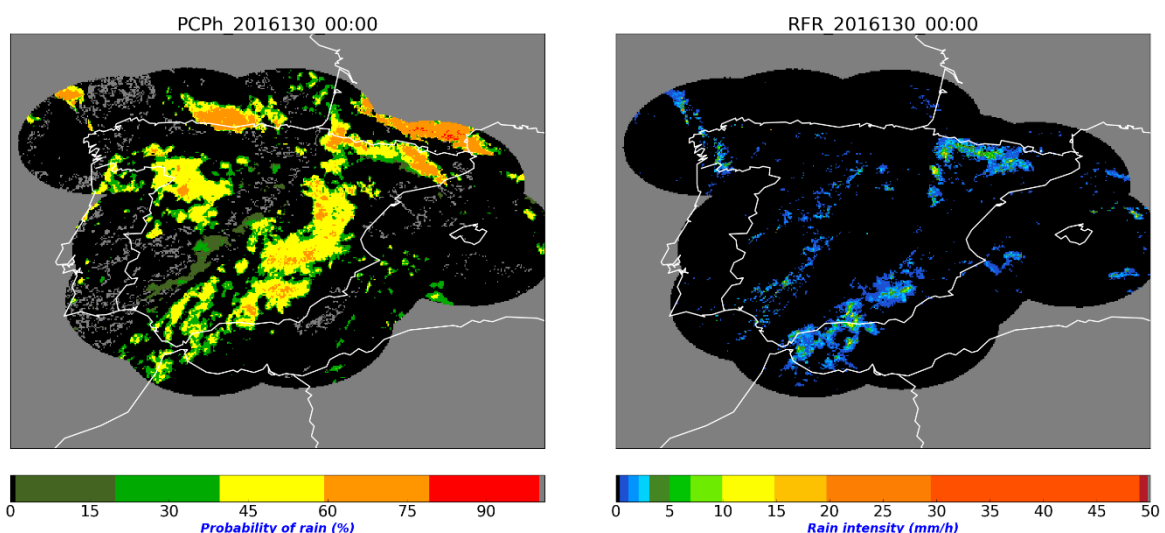 PCPh_2016130_00:00
RFR_2016130_00:00
0 15 30 45 60 75 90
Probability of rain (%)
0 5 10 15 20 25 30 35 40 45 50
Rain intensity (mm/h)